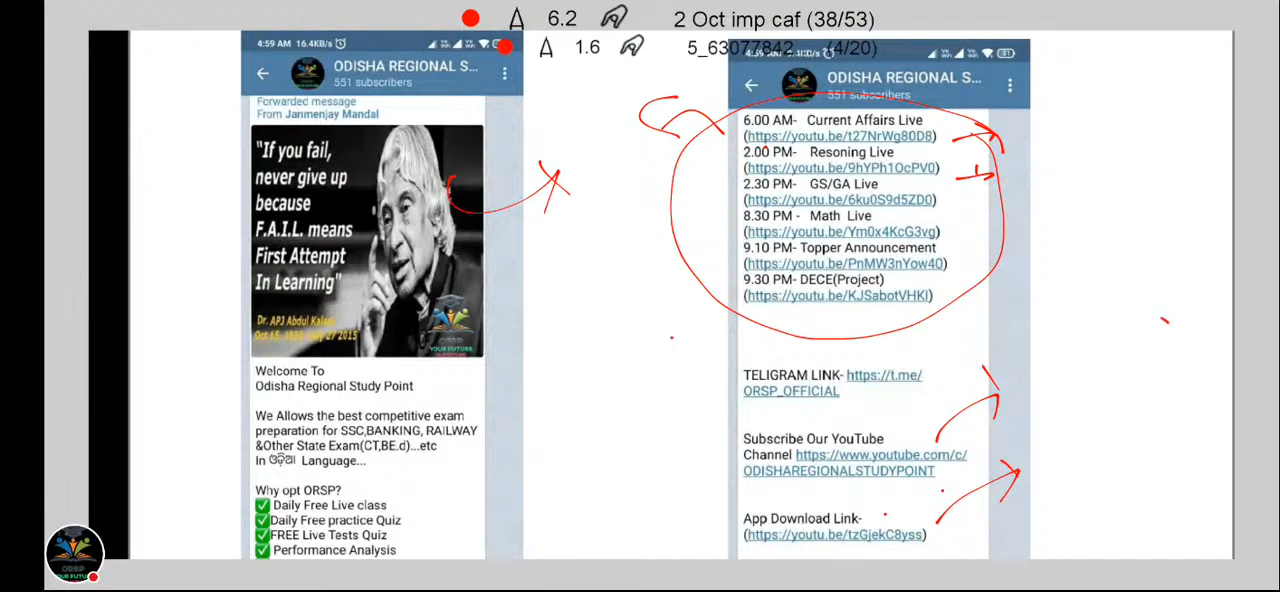 A 6.2 2 Oct imp caf (38/53)
A 1.6 5_63077842 (4/20)
4:59 AM 16.4KB/s
ODISHA REGIONAL S...
551 subscribers
Forwarded message
From Janmenjay Mandal
"If you fail,
never give up
because
F.A.I.L. means
First Attempt
In Learning"
Dr. APJ Abdul Kalam
ORSP
YOUR FUTURE
Welcome To
Odisha Regional Study Point
We Allows the best competitive exam
preparation for SSC,BANKING, RAILWAY
&Other State Exam(CT,BE.d)...etc
In ଓଡ଼ିଆ Language...
Why opt ORSP?
Daily Free Live class
Daily Free practice Quiz
FREE Live Tests Quiz
Performance Analysis
ODISHA REGIONAL S...
551 subscribers
6.00 AM- Current Affairs Live
(https://youtu.be/t27NrWg80D8)
2.00 PM- Resoning Live
(https://youtu.be/9hYPh1OcPV0)
2.30 PM- GS/GA Live
(https://youtu.be/6ku0S9d5ZD0)
8.30 PM - Math Live
(https://youtu.be/Ym0x4KcG3vg)
9.10 PM- Topper Announcement
(https://youtu.be/PnMW3nYow40)
9.30 PM- DECE(Project)
(https://youtu.be/KJSabotVHKI)
TELIGRAM LINK- https://t.me/
ORSP_OFFICIAL
Subscribe Our YouTube
Channel https://www.youtube.com/c/
ODISHAREGIONALSTUDYPOINT
App Download Link-
(https://youtu.be/tzGjekC8yss)
ORSP
YOUR FUTURE